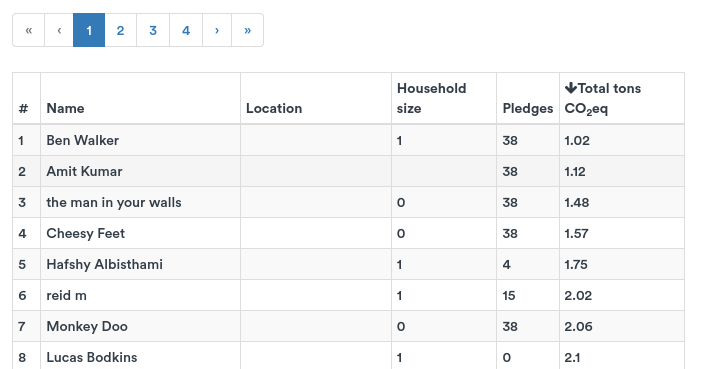 « ‹ 1 2 3 4 › »
# Name Location Household size Pledges ↓Total tons CO₂eq
1 Ben Walker 1 38 1.02
2 Amit Kumar 38 1.12
3 the man in your walls 0 38 1.48
4 Cheesy Feet 0 38 1.57
5 Hafshy Albisthami 1 4 1.75
6 reid m 1 15 2.02
7 Monkey Doo 0 38 2.06
8 Lucas Bodkins 1 0 2.1